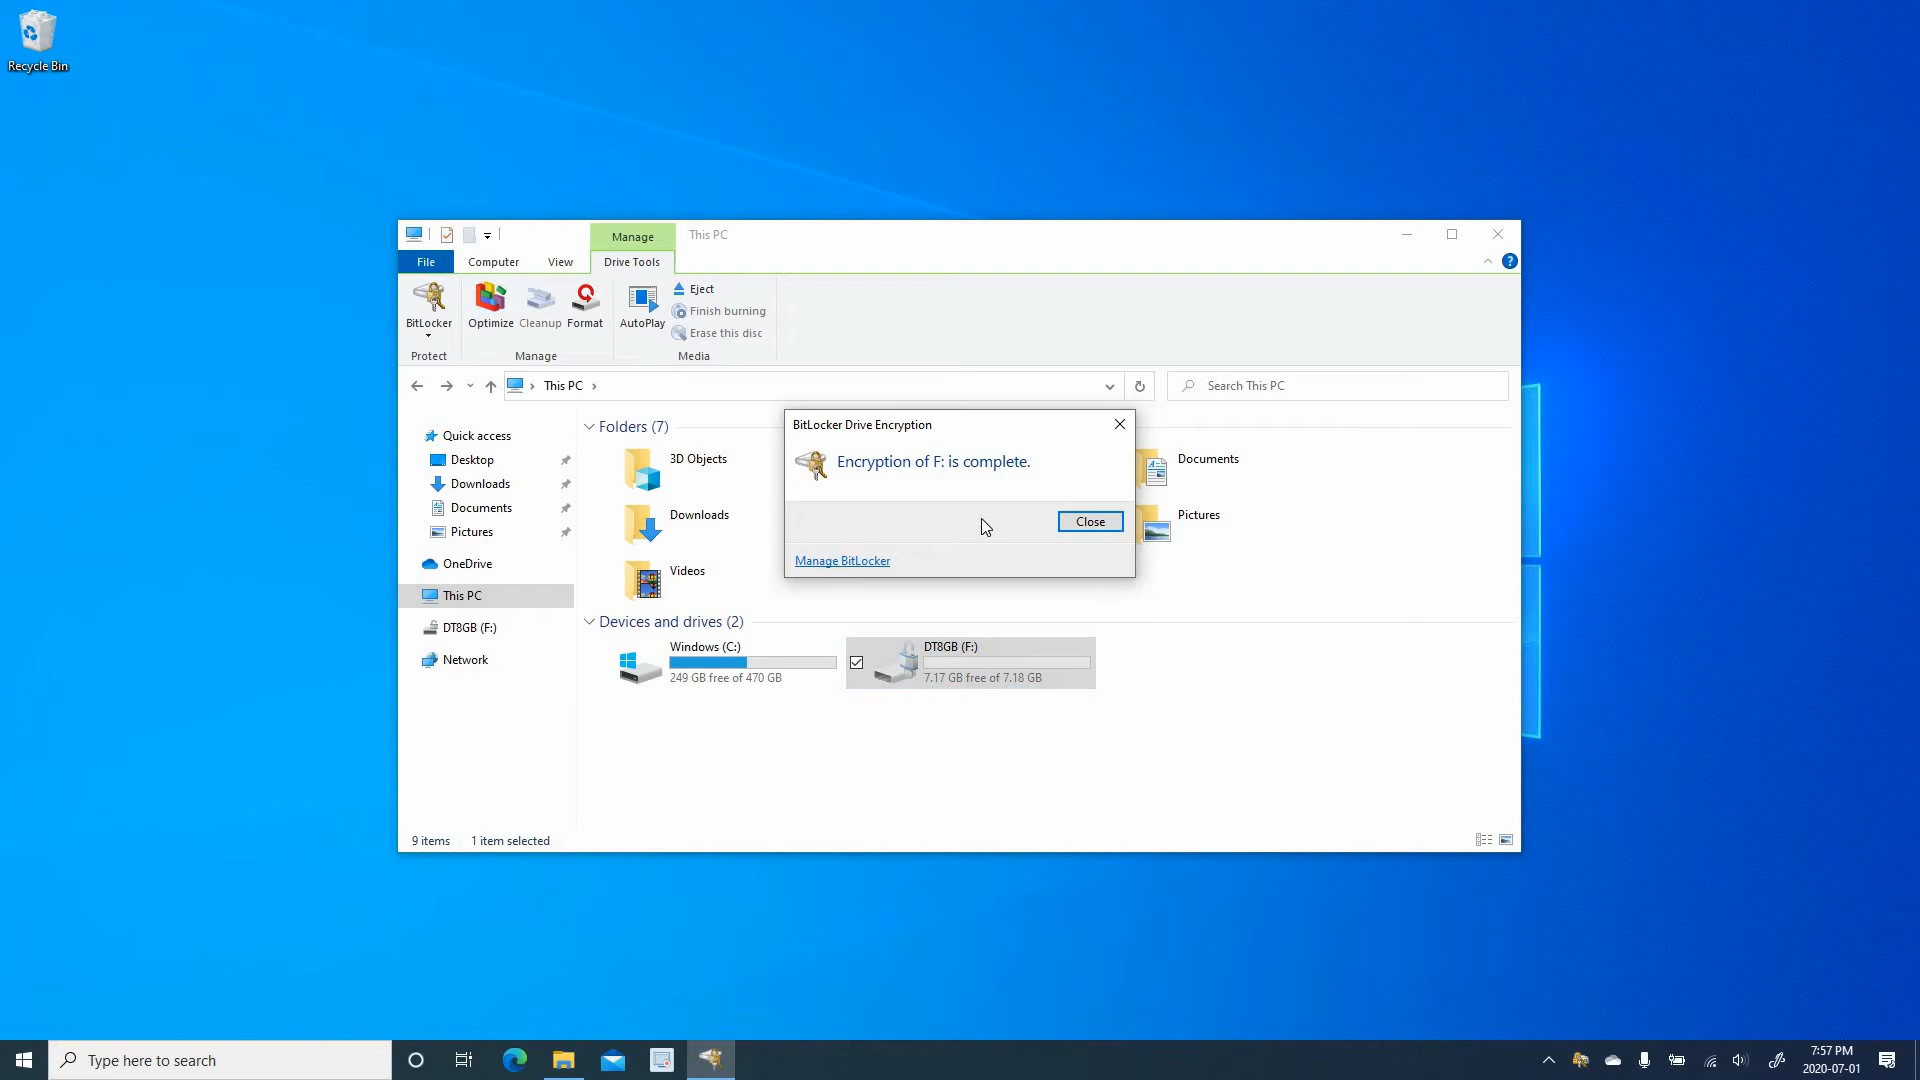 Recycle Bin
Manage
This PC
File
Computer
View
Drive Tools
?
BitLocker
Optimize
Cleanup
Format
AutoPlay
Eject
Finish burning
Erase this disc
Protect
Manage
Media
This PC
Search This PC
Quick access
Desktop
Downloads
Documents
Pictures
OneDrive
This PC
DT8GB (F:)
Network
Folders (7)
3D Objects
Documents
Downloads
Pictures
Videos
BitLocker Drive Encryption
Encryption of F: is complete.
Close
Manage BitLocker
Devices and drives (2)
Windows (C:)
249 GB free of 470 GB
DT8GB (F:)
7.17 GB free of 7.18 GB
9 items
1 item selected
Type here to search
7:57 PM
2020-07-01